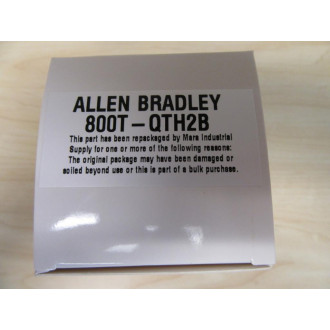 ALLEN BRADLEY
800T-QTH2B
This part has been repackaged by Mars Industrial
Supply for one or more of the following reasons:
The original package may have been damaged or
soiled beyond use or this is part of a bulk purchase.